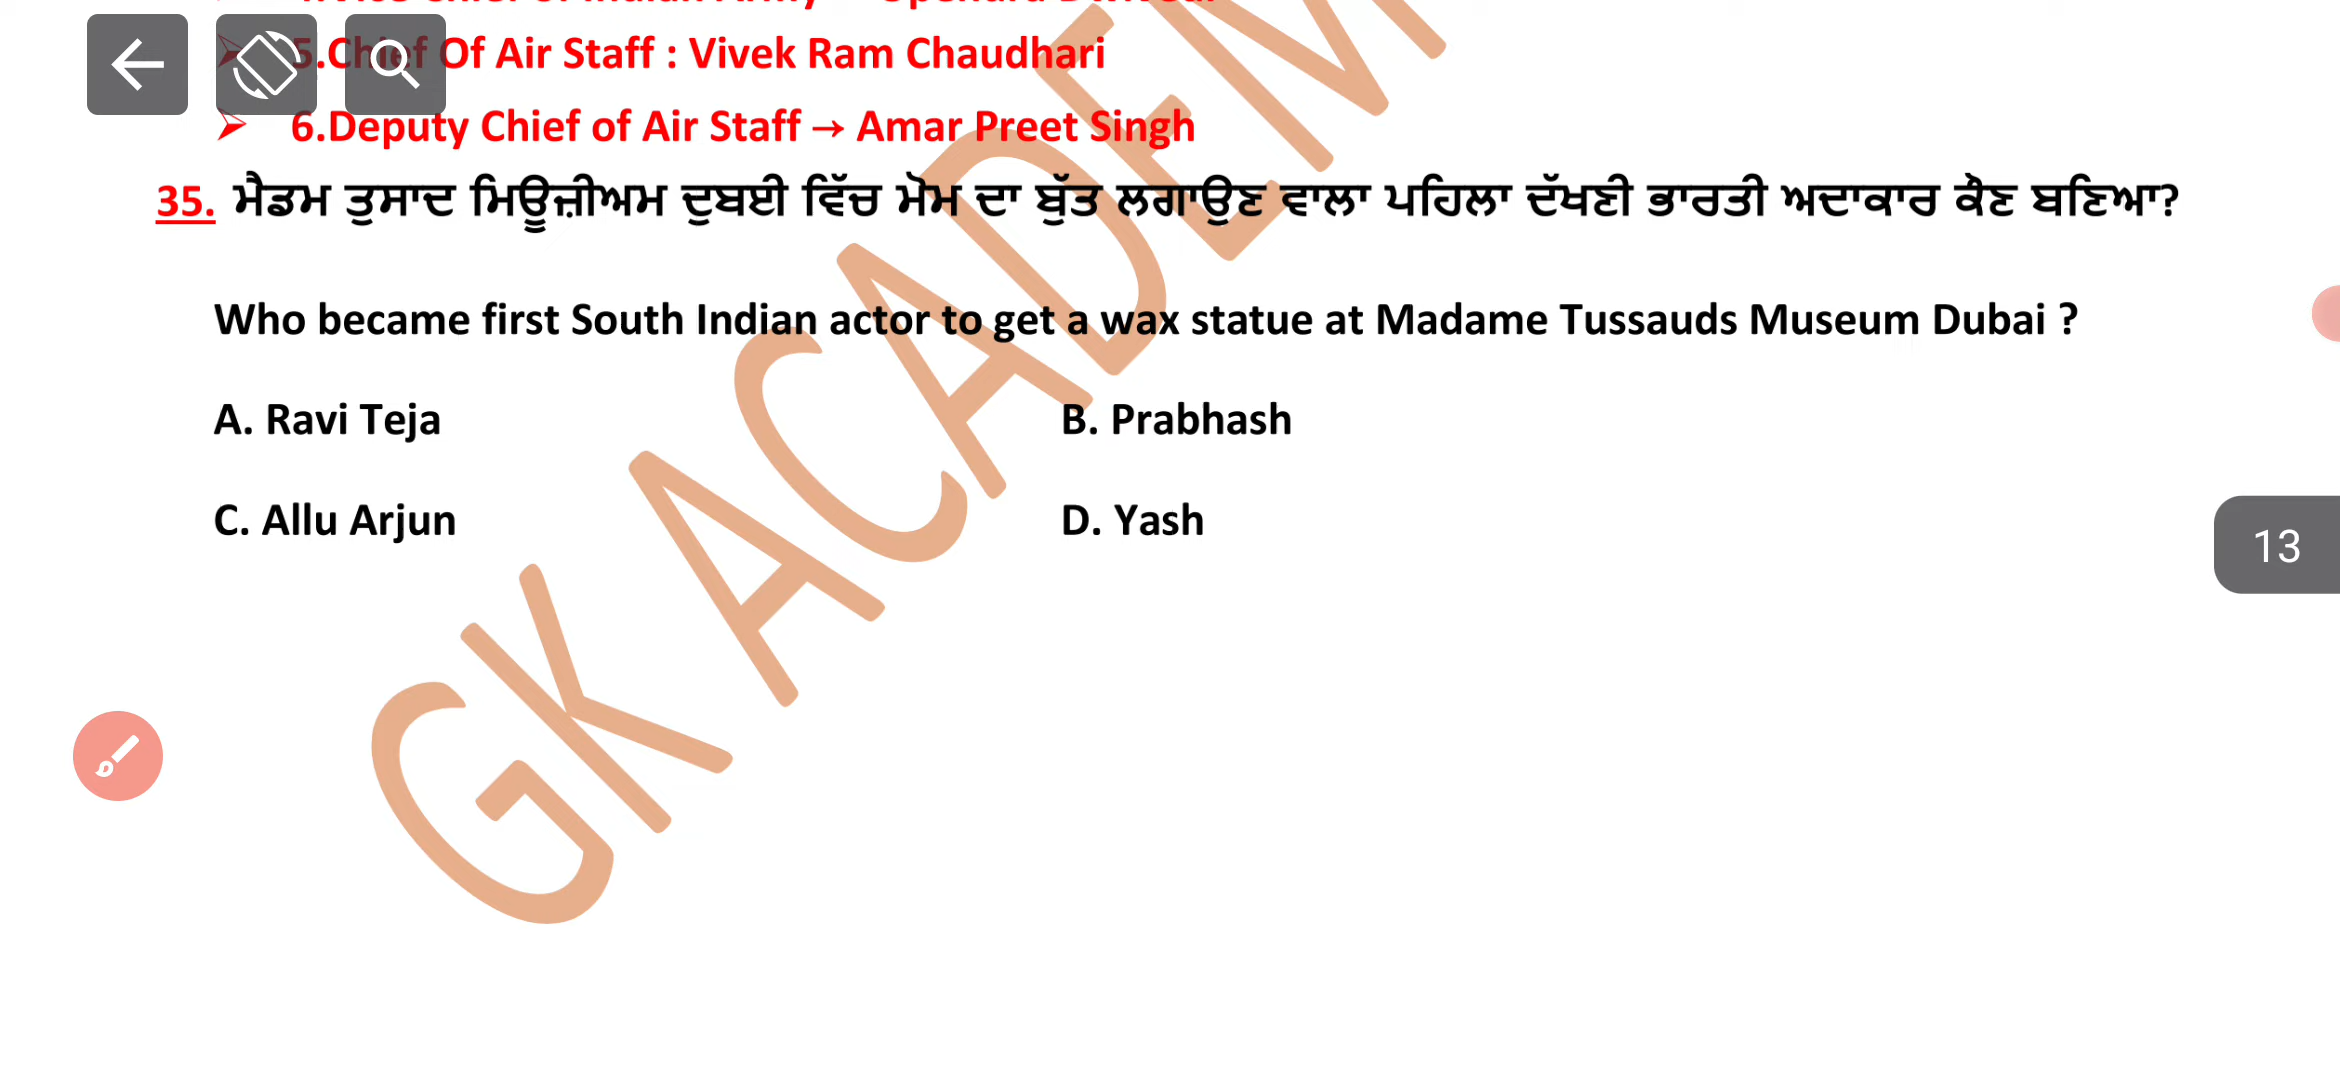 5.Chief Of Air Staff : Vivek Ram Chaudhari
6.Deputy Chief of Air Staff → Amar Preet Singh
35. ਮੈਡਮ ਤੁਸਾਦ ਮਿਊਜ਼ੀਅਮ ਦੁਬਈ ਵਿੱਚ ਮੋਮ ਦਾ ਬੁੱਤ ਲਗਾਉਣ ਵਾਲਾ ਪਹਿਲਾ ਦੱਖਣੀ ਭਾਰਤੀ ਅਦਾਕਾਰ ਕੌਣ ਬਣਿਆ?
Who became first South Indian actor to get a wax statue at Madame Tussauds Museum Dubai ?
A. Ravi Teja B. Prabhash
C. Allu Arjun D. Yash
13
GK ACADEM